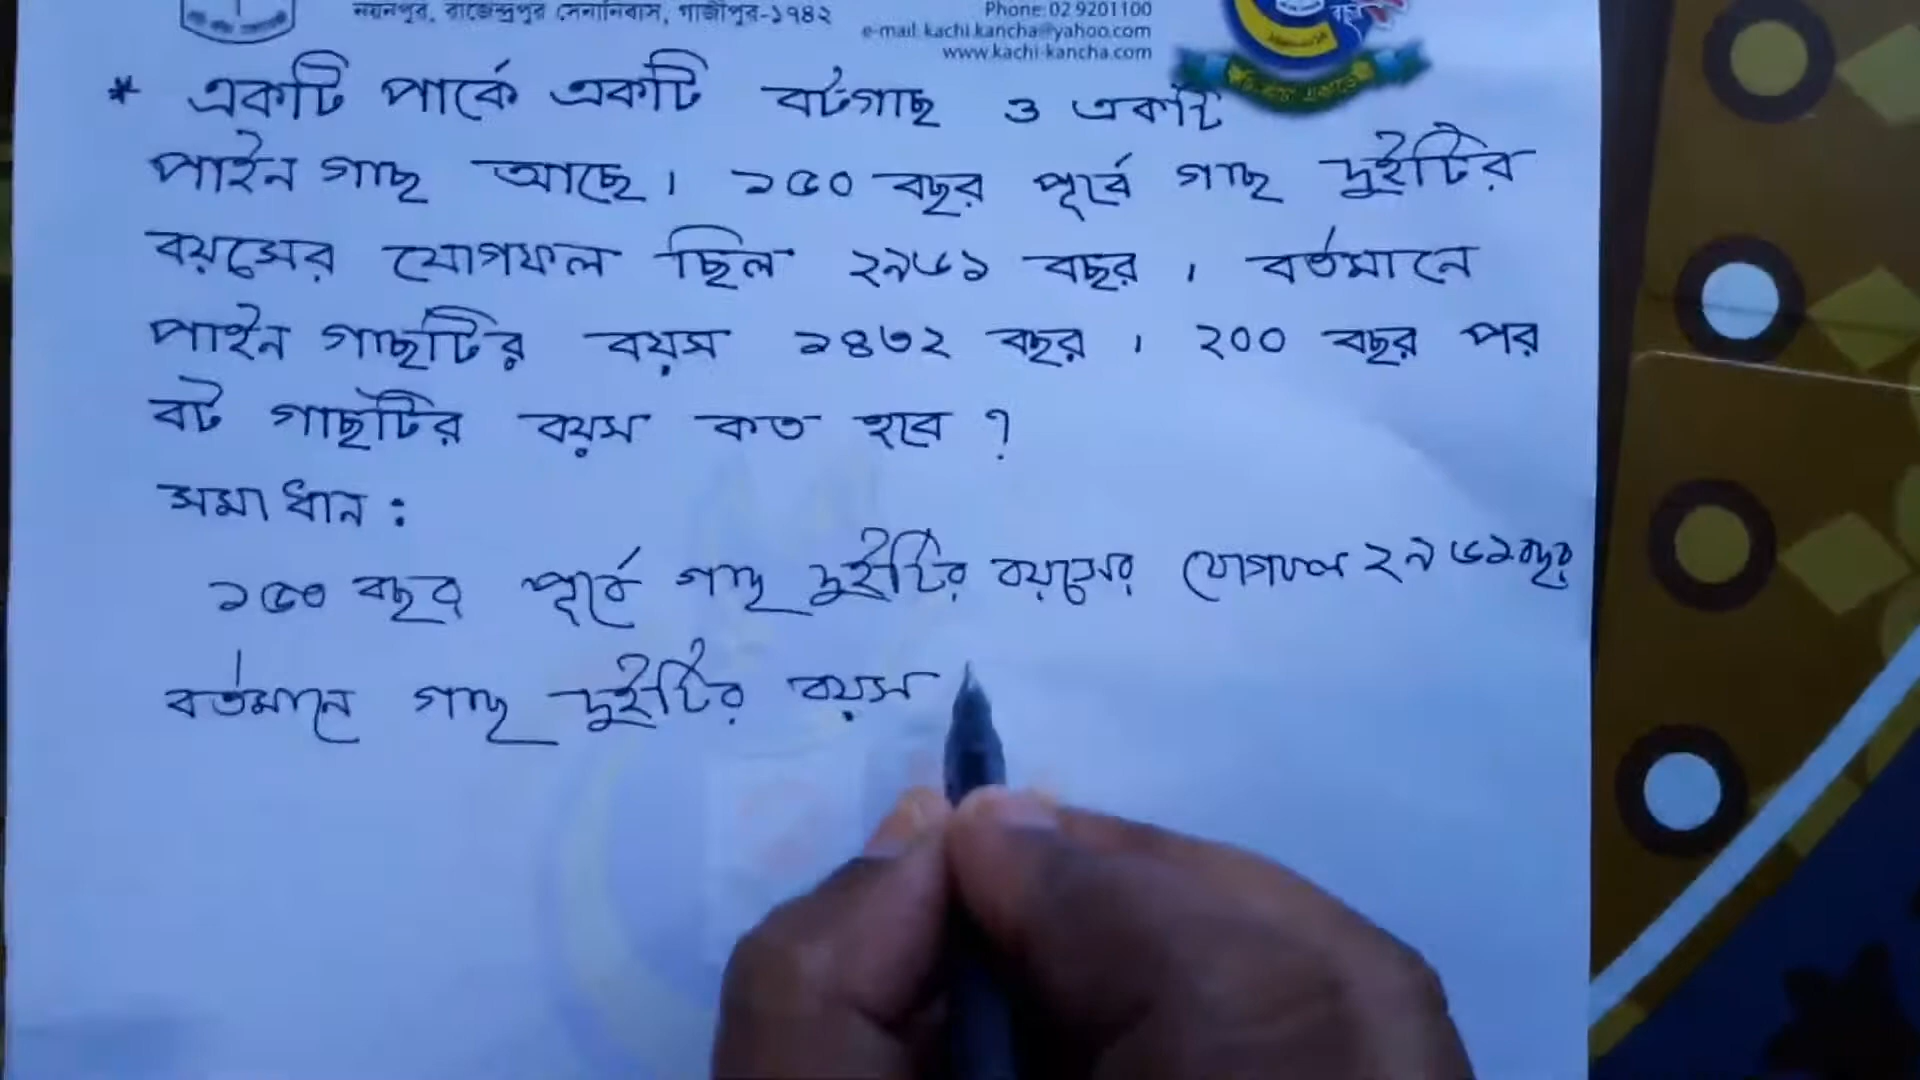 নয়নপুর, রাজেন্দ্রপুর সেনানিবাস, গাজীপুর-১৭৪২
Phone: 02 9201100
e-mail: kachi.kancha@yahoo.com
www.kachi-kancha.com
* একটি পার্কে একটি বটগাছ ও একটি
পাইন গাছ আছে। ১৫০ বছর পূর্বে গাছ দুইটির
বয়সের যোগফল ছিল ২৯৬১ বছর। বর্তমানে
পাইন গাছটির বয়স ১৪৩২ বছর। ২০০ বছর পর
বট গাছটির বয়স কত হবে ?
সমাধান :
১৫০ বছর পূর্বে গাছ দুইটির বয়সের যোগফল ২৯৬১ বছর
বর্তমানে গাছ দুইটির বয়স